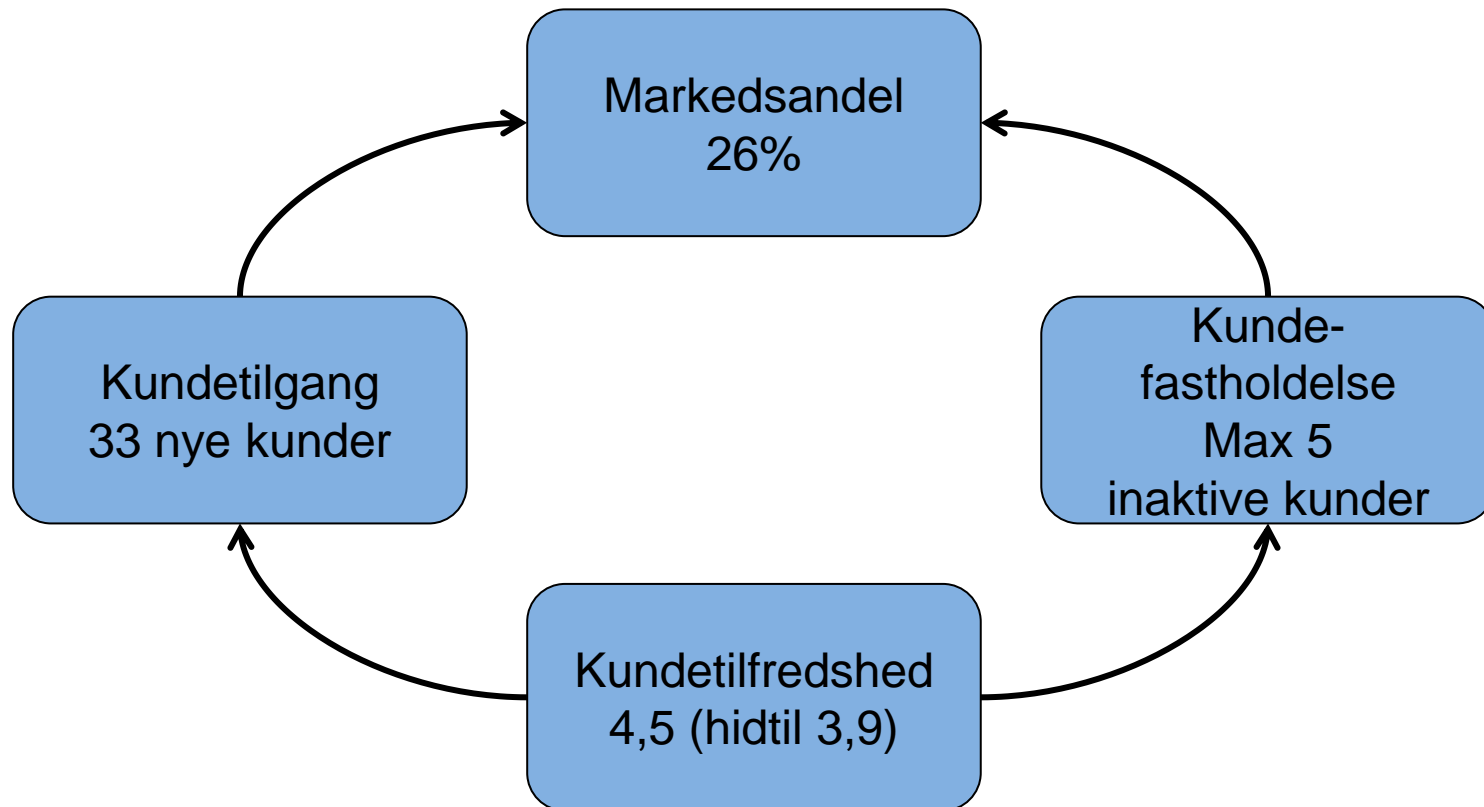 Markedsandel
26%
Kundetilgang
33 nye kunder
Kunde-
fastholdelse
Max 5
inaktive kunder
Kundetilfredshed
4,5 (hidtil 3,9)